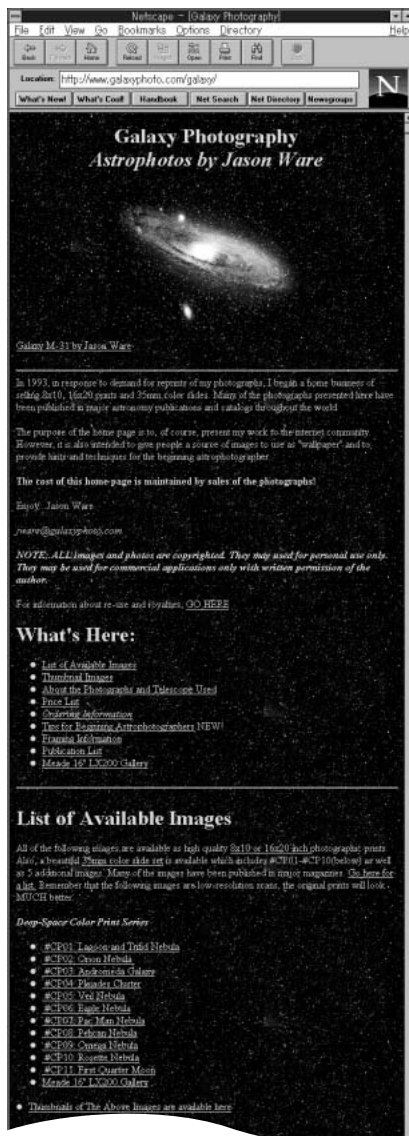 Netscape - [Galaxy Photography]
File Edit View Go Bookmarks Options Directory Help
Back Home Reload Open Print Find
Location: http://www.galaxyphoto.com/galaxy/
What's New! What's Cool! Handbook Net Search Net Directory Newsgroups
N
Galaxy Photography
Astrophotos by Jason Ware
Galaxy M-31 by Jason Ware
In 1993, in response to demand for reprints of my photographs, I began a home business of
selling 8x10, 16x20 prints and 35mm color slides. Many of the photographs presented here have
been published in major astronomy publications and catalogs throughout the world.
The purpose of the home page is to, of course, present my work to the internet community.
However, it is also intended to give people a source of images to use as "wallpaper" and to
provide hints and techniques for the beginning astrophotographer.
The cost of this home page is maintained by sales of the photographs!
Enjoy. Jason Ware
jware@galaxyphoto.com
NOTE: ALL images and photos are copyrighted. They may used for personal use only.
They may be used for commercial applications only with written permission of the
author.
For information about re-use and royalties, GO HERE
What's Here:
List of Available Images
Thumbnail Images
About the Photographs and Telescope Used
Price List
Ordering Information
Tips for Beginning Astrophotographers NEW!
Framing Information
Publication List
Meade 16" LX200 Gallery
List of Available Images
All of the following images are available as high quality 8x10 or 16x20 inch photographic prints.
Also, a beautiful 35mm color slide set is available which includes #CP01-#CP10(below) as well
as 5 additional images. Many of the images have been published in major magazines. Go here for
a list. Remember that the following images are low-resolution scans, the original prints will look
MUCH better.
Deep-Space Color Print Series
#CP01: Lagoon and Trifid Nebula
#CP02: Orion Nebula
#CP03: Andromeda Galaxy
#CP04: Pleiades Cluster
#CP05: Veil Nebula
#CP06: Eagle Nebula
#CP07: Pac Man Nebula
#CP08: Pelican Nebula
#CP09: Omega Nebula
#CP10: Rosette Nebula
#CP11: First Quarter Moon
Meade 16" LX200 Gallery
Thumbnails of The Above Images are available here